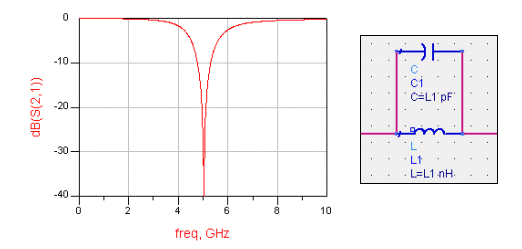 dB(S(2,1))
0
-10
-20
-30
-40
0
2
4
6
8
10
freq, GHz
C
C1
C=L1 pF
L
L1
L=L1 nH